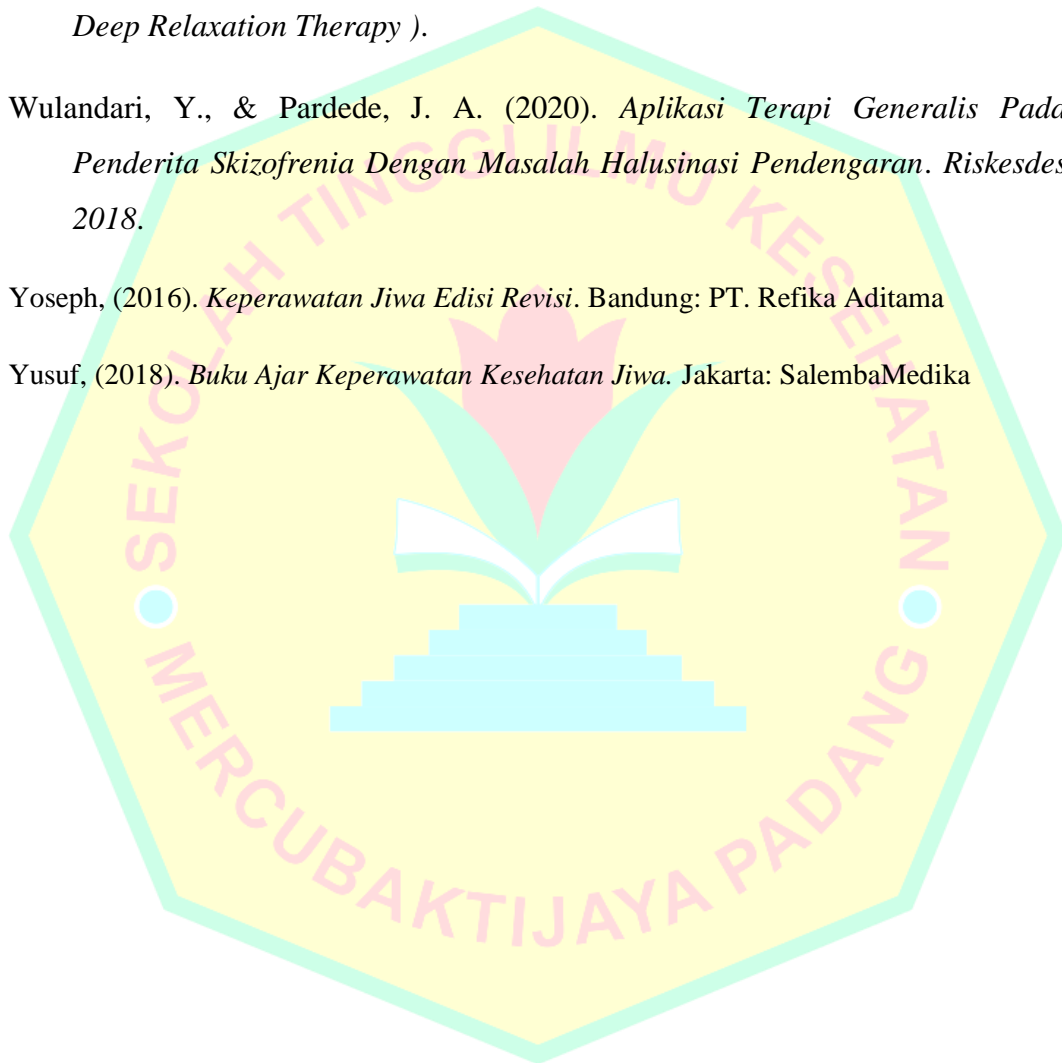 Deep Relaxation Therapy ).
Wulandari, Y., & Pardede, J. A. (2020). Aplikasi Terapi Generalis Pada
Penderita Skizofrenia Dengan Masalah Halusinasi Pendengaran. Riskesdes
2018.
Yoseph, (2016). Keperawatan Jiwa Edisi Revisi. Bandung: PT. Refika Aditama
Yusuf, (2018). Buku Ajar Keperawatan Kesehatan Jiwa. Jakarta: SalembaMedika
SEKOLAH TINGGI ILMU KESEHATAN
MERCUBAKTIJAYA PADANG